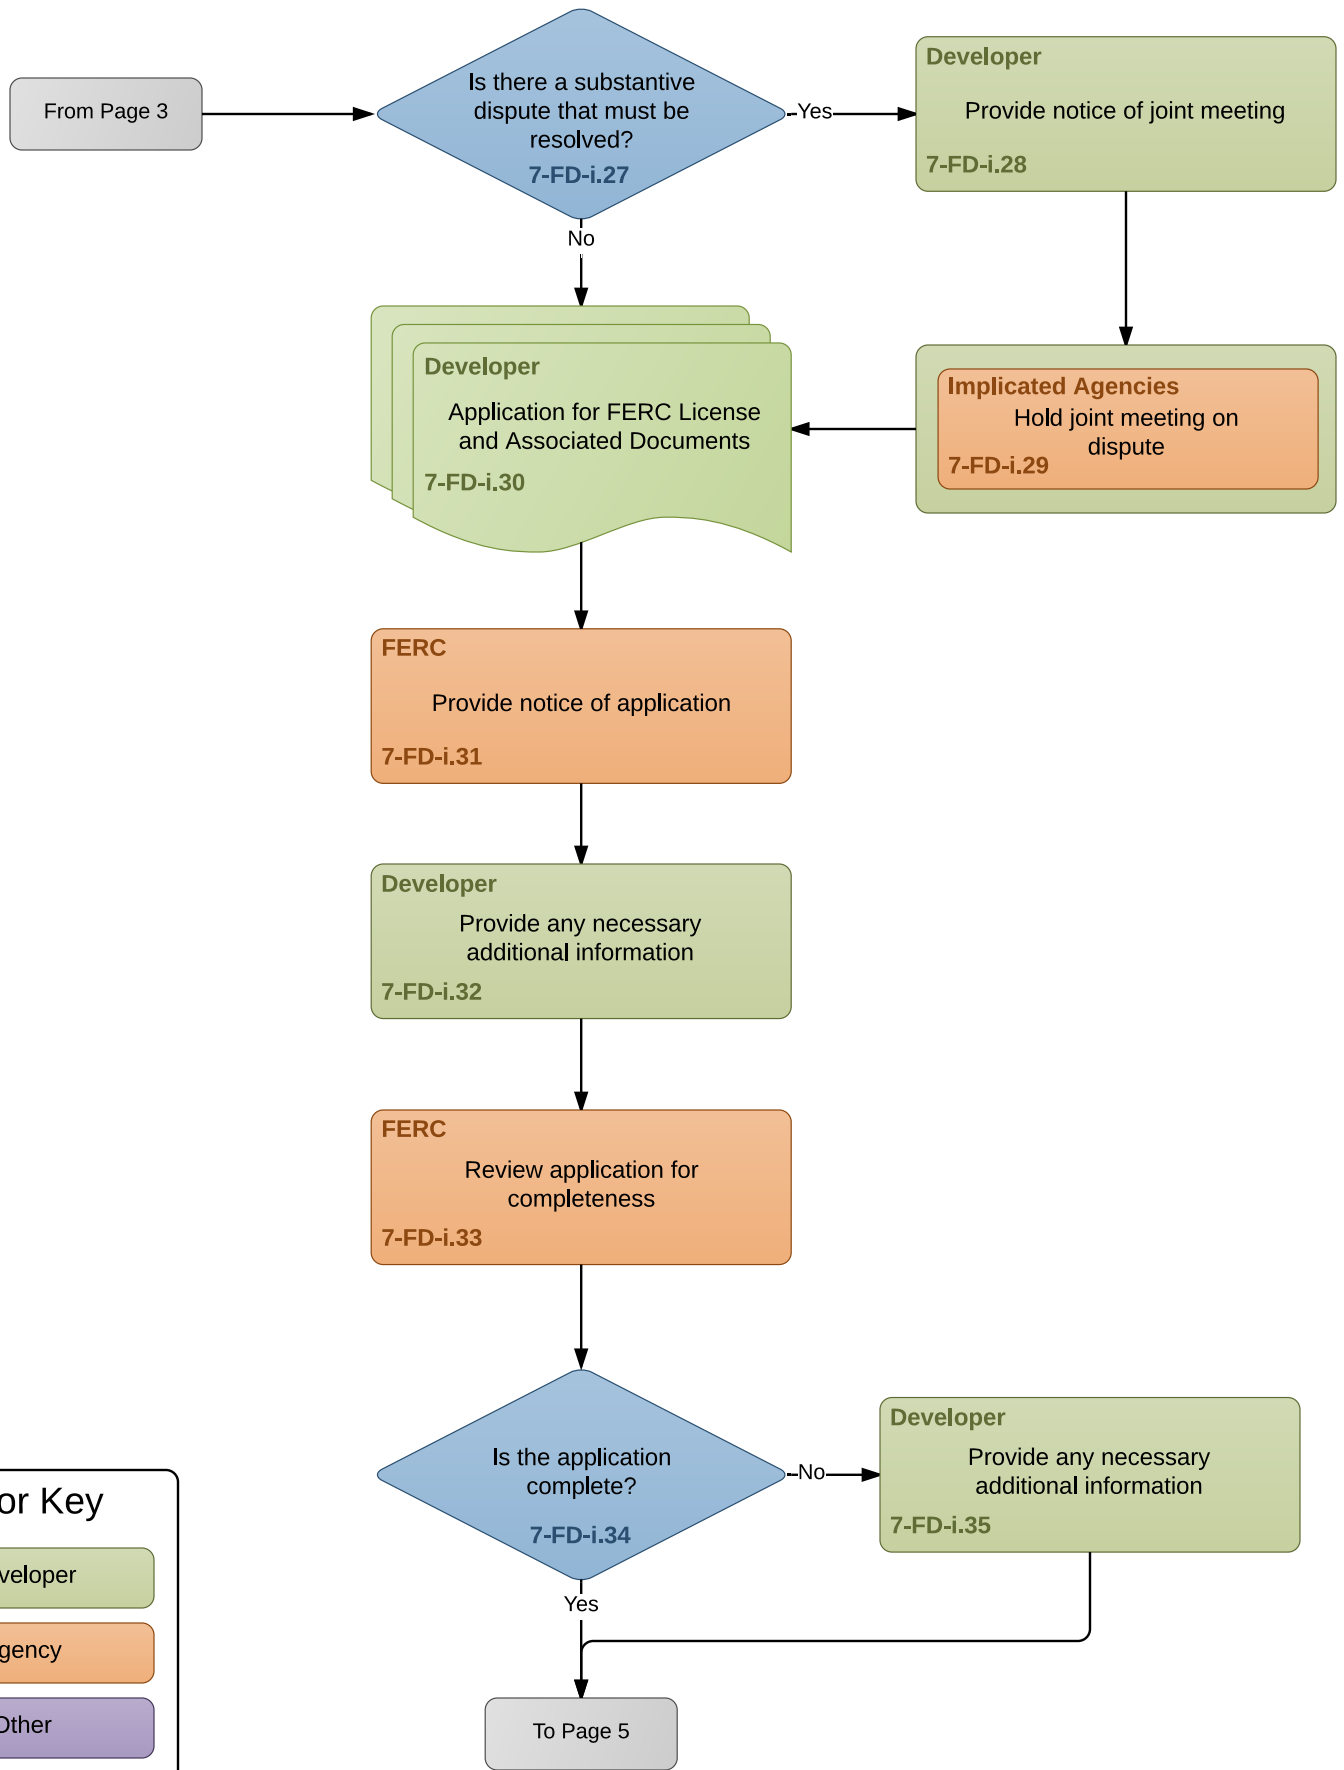 From Page 3
Is there a substantive
dispute that must be
resolved?
7-FD-i.27
Yes
Developer
Provide notice of joint meeting
7-FD-i.28
No
Developer
Application for FERC License
and Associated Documents
7-FD-i.30
Implicated Agencies
Hold joint meeting on
dispute
7-FD-i.29
FERC
Provide notice of application
7-FD-i.31
Developer
Provide any necessary
additional information
7-FD-i.32
FERC
Review application for
completeness
7-FD-i.33
Is the application
complete?
7-FD-i.34
No
Developer
Provide any necessary
additional information
7-FD-i.35
Yes
or Key
veloper
gency
Other
To Page 5